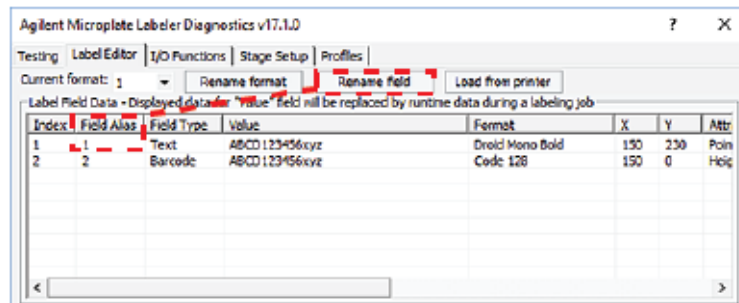 Agilent Microplate Labeler Diagnostics v17.1.0 ? X
Testing Label Editor I/O Functions Stage Setup Profiles
Current format: 1 Rename format Rename field Load from printer
Label Field Data - Displayed data for "Value" field will be replaced by runtime data during a labeling job
Index Field Alias Field Type Value Format X Y Attr
1 1 Text ABCD123456xyz Droid Mono Bold 150 230 Poin
2 2 Barcode ABCD123456xyz Code 128 150 0 Heig